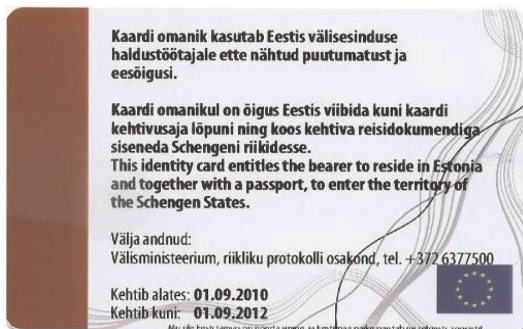 Kaardi omanik kasutab Eestis välisesinduse
haldustöötajale ette nähtud puutumatust ja
eesõigusi.
Kaardi omanikul on õigus Eestis viibida kuni kaardi
kehtivusaja lõpuni ning koos kehtiva reisidokumendiga
siseneda Schengeni riikidesse.
This identity card entitles the bearer to reside in Estonia
and together with a passport, to enter the territory of
the Schengen States.
Välja andnud:
Välisministeerium, riikliku protokolli osakond, tel. +372 6377500
Kehtib alates: 01.09.2010
Kehtib kuni: 01.09.2012